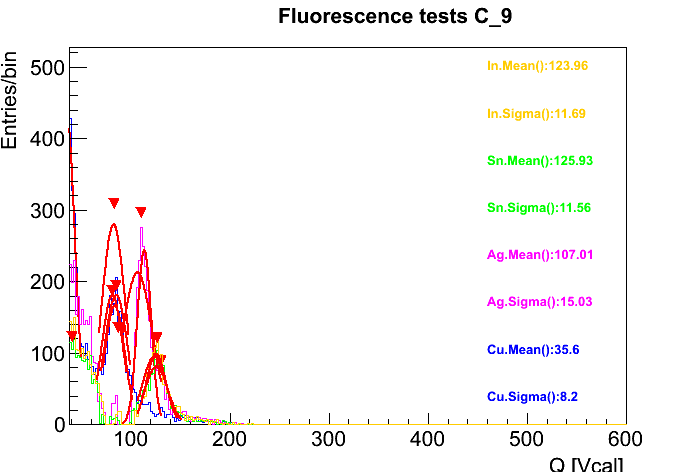 Fluorescence tests C_9
Entries/bin
500
400
300
200
100
0
In.Mean():123.96
In.Sigma():11.69
Sn.Mean():125.93
Sn.Sigma():11.56
Ag.Mean():107.01
Ag.Sigma():15.03
Cu.Mean():35.6
Cu.Sigma():8.2
100 200 300 400 500 600
Q [Vcal]